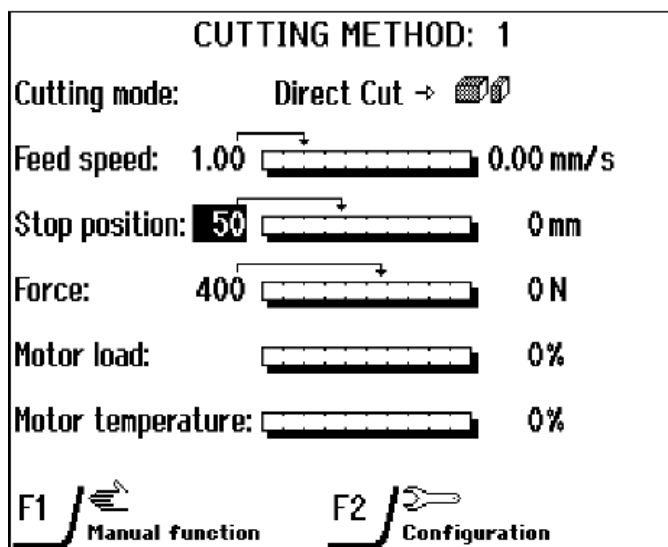 CUTTING METHOD: 1
Cutting mode: Direct Cut →
Feed speed: 1.00 0.00 mm/s
Stop position: 50 0 mm
Force: 400 0 N
Motor load: 0%
Motor temperature: 0%
F1 Manual function F2 Configuration